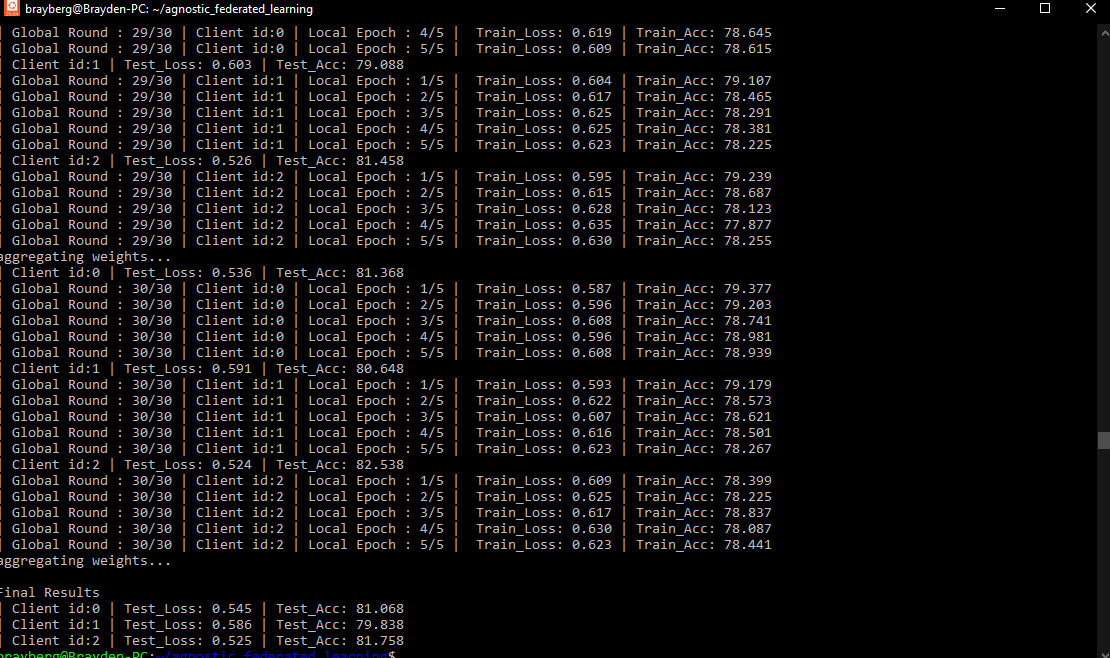 brayberg@Brayden-PC: ~/agnostic_federated_learning
| Global Round : 29/30 | Client id:0 | Local Epoch : 4/5 |  Train_Loss: 0.619 | Train_Acc: 78.645
| Global Round : 29/30 | Client id:0 | Local Epoch : 5/5 |  Train_Loss: 0.609 | Train_Acc: 78.615
| Client id:1 | Test_Loss: 0.603 | Test_Acc: 79.088
| Global Round : 29/30 | Client id:1 | Local Epoch : 1/5 |  Train_Loss: 0.604 | Train_Acc: 79.107
| Global Round : 29/30 | Client id:1 | Local Epoch : 2/5 |  Train_Loss: 0.617 | Train_Acc: 78.465
| Global Round : 29/30 | Client id:1 | Local Epoch : 3/5 |  Train_Loss: 0.625 | Train_Acc: 78.291
| Global Round : 29/30 | Client id:1 | Local Epoch : 4/5 |  Train_Loss: 0.625 | Train_Acc: 78.381
| Global Round : 29/30 | Client id:1 | Local Epoch : 5/5 |  Train_Loss: 0.623 | Train_Acc: 78.225
| Client id:2 | Test_Loss: 0.526 | Test_Acc: 81.458
| Global Round : 29/30 | Client id:2 | Local Epoch : 1/5 |  Train_Loss: 0.595 | Train_Acc: 79.239
| Global Round : 29/30 | Client id:2 | Local Epoch : 2/5 |  Train_Loss: 0.615 | Train_Acc: 78.687
| Global Round : 29/30 | Client id:2 | Local Epoch : 3/5 |  Train_Loss: 0.628 | Train_Acc: 78.123
| Global Round : 29/30 | Client id:2 | Local Epoch : 4/5 |  Train_Loss: 0.635 | Train_Acc: 77.877
| Global Round : 29/30 | Client id:2 | Local Epoch : 5/5 |  Train_Loss: 0.630 | Train_Acc: 78.255
aggregating weights...
| Client id:0 | Test_Loss: 0.536 | Test_Acc: 81.368
| Global Round : 30/30 | Client id:0 | Local Epoch : 1/5 |  Train_Loss: 0.587 | Train_Acc: 79.377
| Global Round : 30/30 | Client id:0 | Local Epoch : 2/5 |  Train_Loss: 0.596 | Train_Acc: 79.203
| Global Round : 30/30 | Client id:0 | Local Epoch : 3/5 |  Train_Loss: 0.608 | Train_Acc: 78.741
| Global Round : 30/30 | Client id:0 | Local Epoch : 4/5 |  Train_Loss: 0.596 | Train_Acc: 78.981
| Global Round : 30/30 | Client id:0 | Local Epoch : 5/5 |  Train_Loss: 0.608 | Train_Acc: 78.939
| Client id:1 | Test_Loss: 0.591 | Test_Acc: 80.648
| Global Round : 30/30 | Client id:1 | Local Epoch : 1/5 |  Train_Loss: 0.593 | Train_Acc: 79.179
| Global Round : 30/30 | Client id:1 | Local Epoch : 2/5 |  Train_Loss: 0.622 | Train_Acc: 78.573
| Global Round : 30/30 | Client id:1 | Local Epoch : 3/5 |  Train_Loss: 0.607 | Train_Acc: 78.621
| Global Round : 30/30 | Client id:1 | Local Epoch : 4/5 |  Train_Loss: 0.616 | Train_Acc: 78.501
| Global Round : 30/30 | Client id:1 | Local Epoch : 5/5 |  Train_Loss: 0.623 | Train_Acc: 78.267
| Client id:2 | Test_Loss: 0.524 | Test_Acc: 82.538
| Global Round : 30/30 | Client id:2 | Local Epoch : 1/5 |  Train_Loss: 0.609 | Train_Acc: 78.399
| Global Round : 30/30 | Client id:2 | Local Epoch : 2/5 |  Train_Loss: 0.625 | Train_Acc: 78.225
| Global Round : 30/30 | Client id:2 | Local Epoch : 3/5 |  Train_Loss: 0.617 | Train_Acc: 78.837
| Global Round : 30/30 | Client id:2 | Local Epoch : 4/5 |  Train_Loss: 0.630 | Train_Acc: 78.087
| Global Round : 30/30 | Client id:2 | Local Epoch : 5/5 |  Train_Loss: 0.623 | Train_Acc: 78.441
aggregating weights...
Final Results
| Client id:0 | Test_Loss: 0.545 | Test_Acc: 81.068
| Client id:1 | Test_Loss: 0.586 | Test_Acc: 79.838
| Client id:2 | Test_Loss: 0.525 | Test_Acc: 81.758
brayberg@Brayden-PC:~/agnostic_federated_learning$